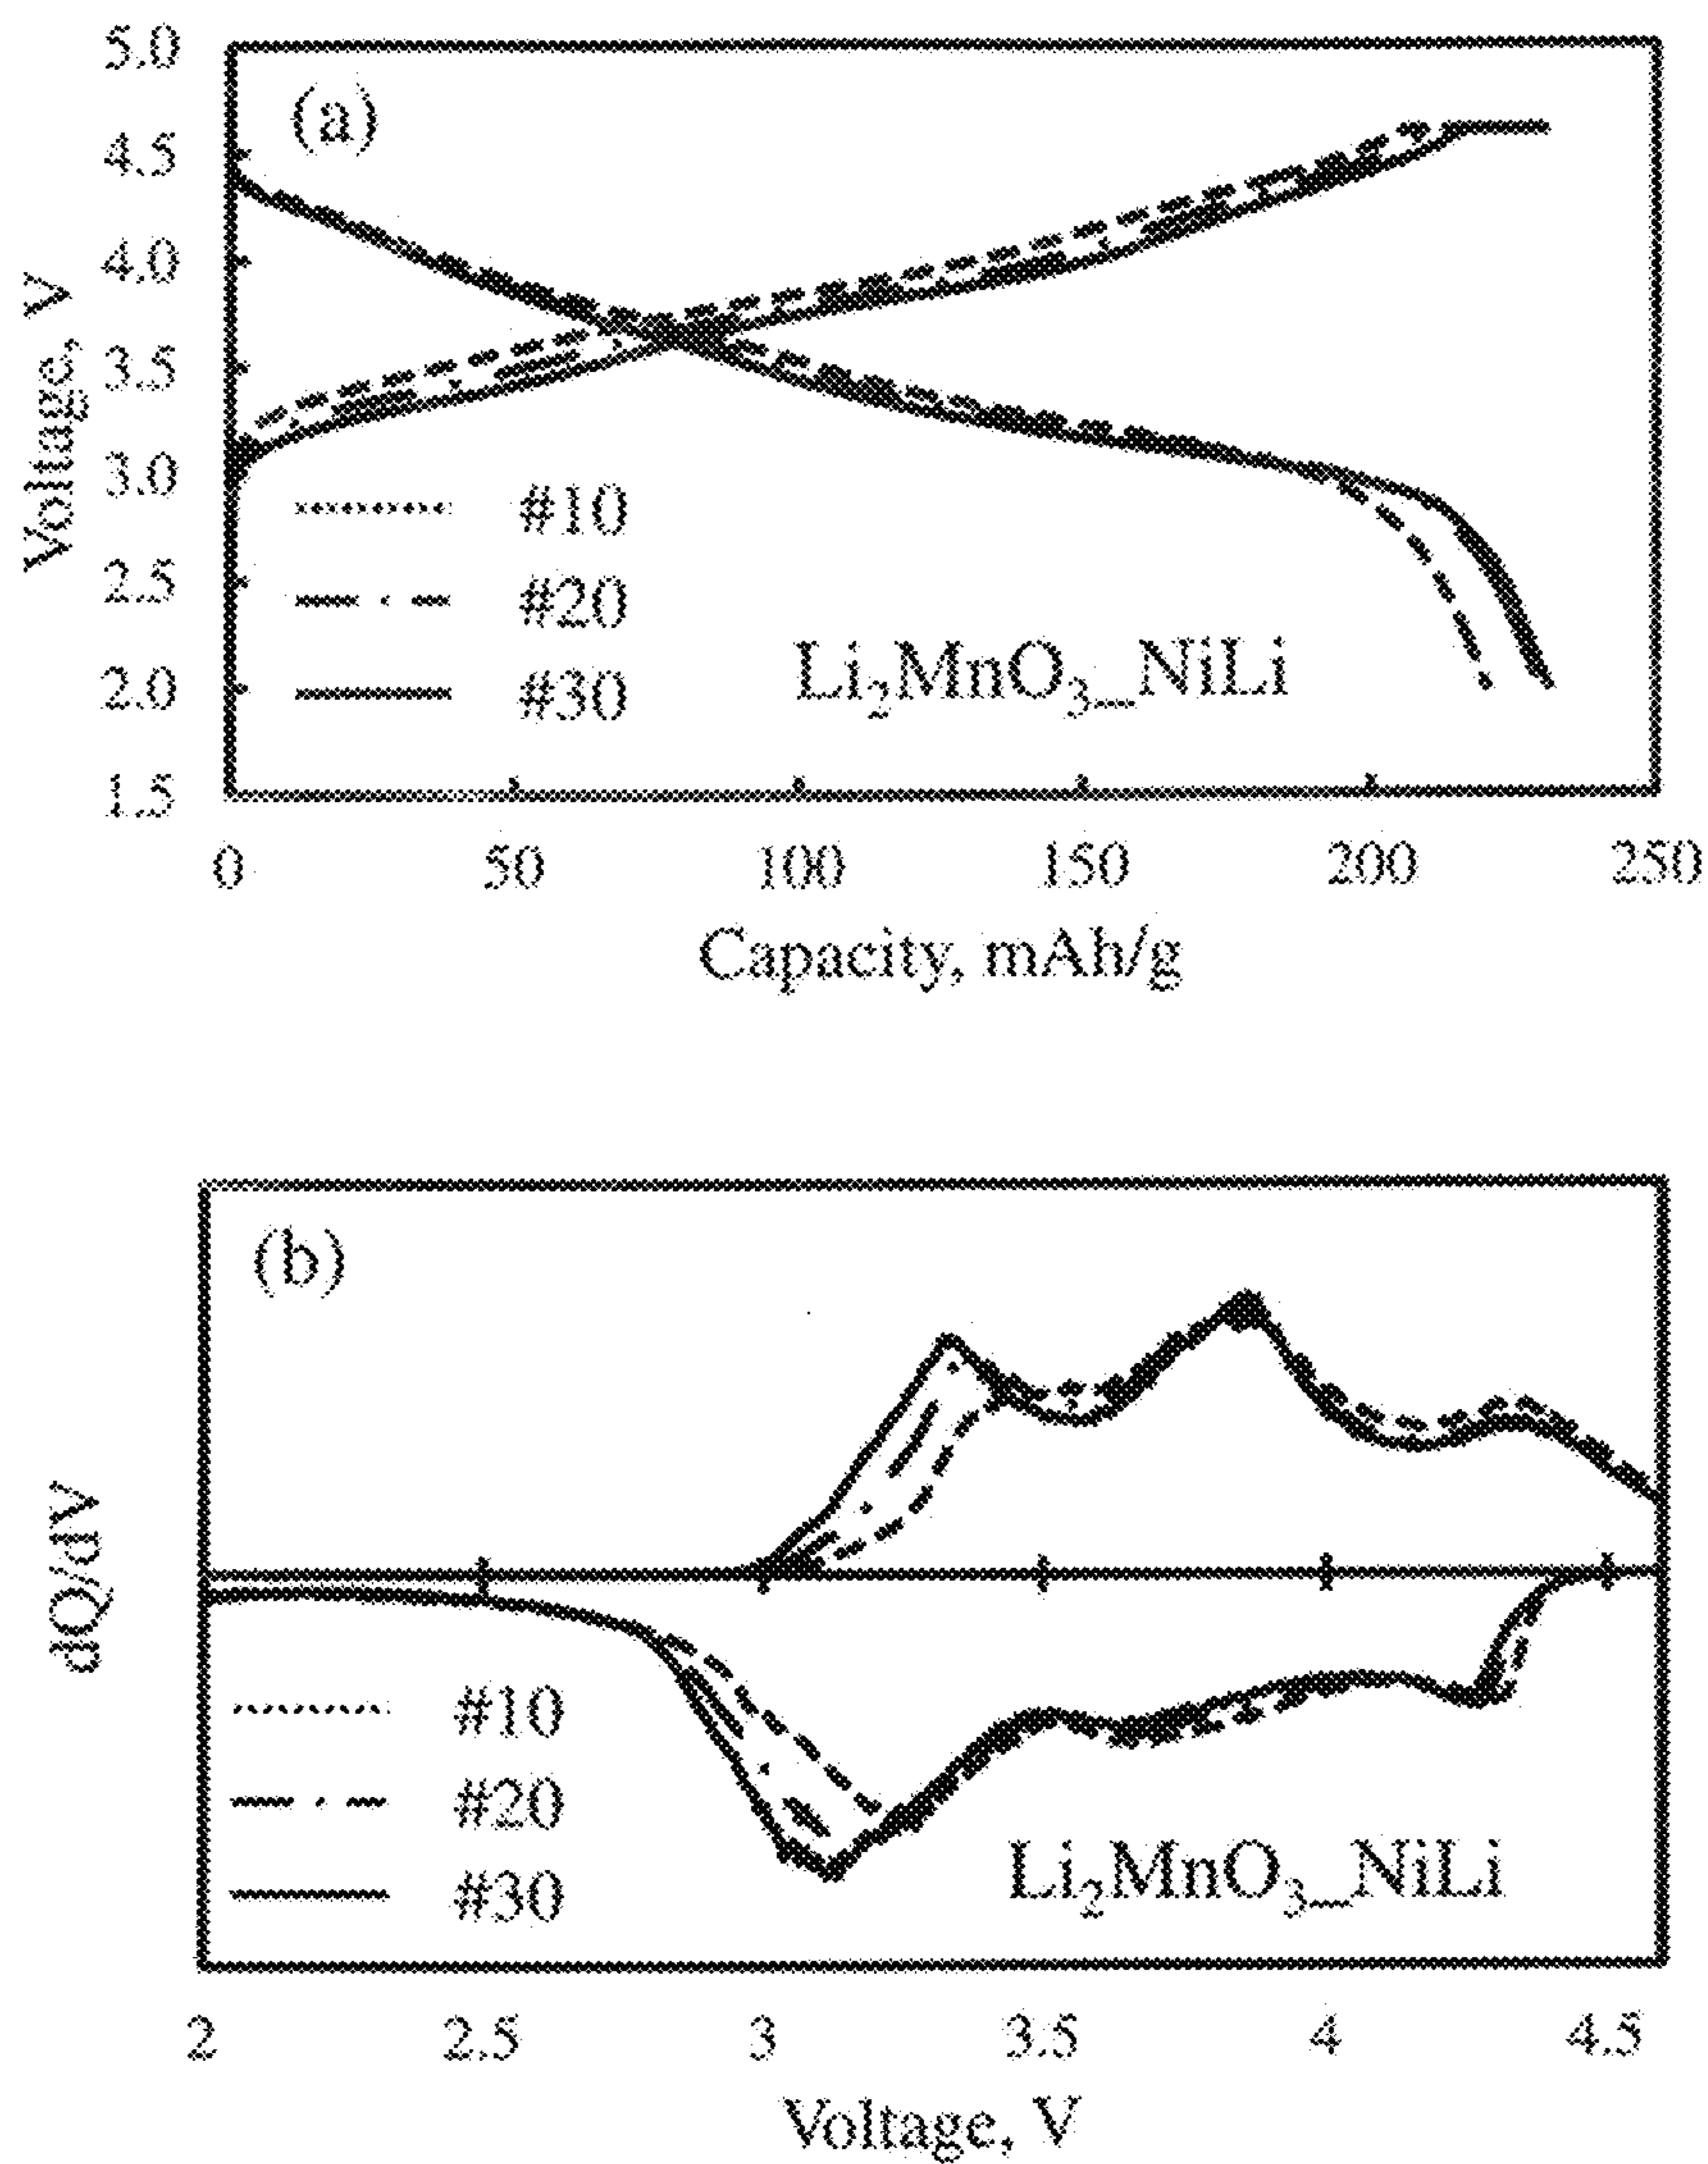 5.0
(a)
4.5
4.0
3.5
3.0
2.5
2.0
1.5
Voltage, V
#10
#20
#30
Li₂MnO₃_NiLi
0 50 100 150 200 250
Capacity, mAh/g
(b)
dQ/dV
#10
#20
#30
Li₂MnO₃_NiLi
2 2.5 3 3.5 4 4.5
Voltage, V